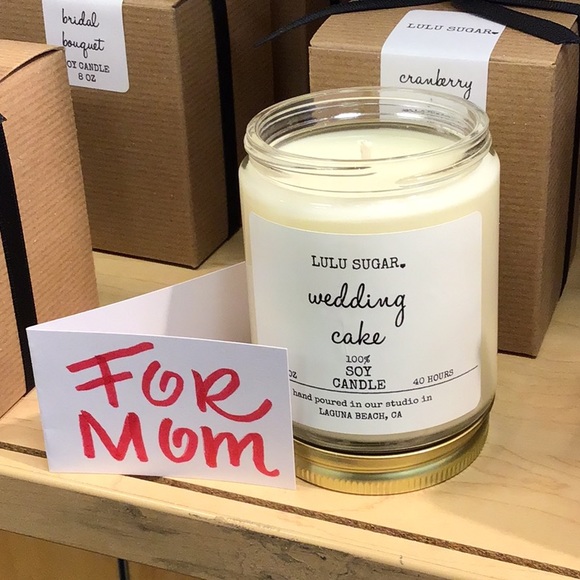 bridal
bouquet
SOY CANDLE
8 OZ
LULU SUGAR
cranberry
LULU SUGAR
wedding
cake
100%
SOY
OZ CANDLE 40 HOURS
hand poured in our studio in
LAGUNA BEACH, CA
FOR
MOM